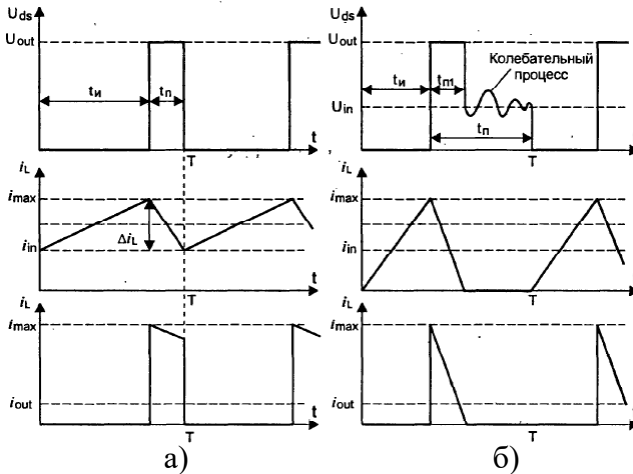 Uds
Uout
tи
tп
t
T
iL
imax
iin
ΔiL
t
T
iL
imax
iout
t
T
а)
Uds
Uout
tи
tп1
Колебательный
процесс
Uin
tп
T
iL
imax
iin
T
iL
imax
iout
T
б)